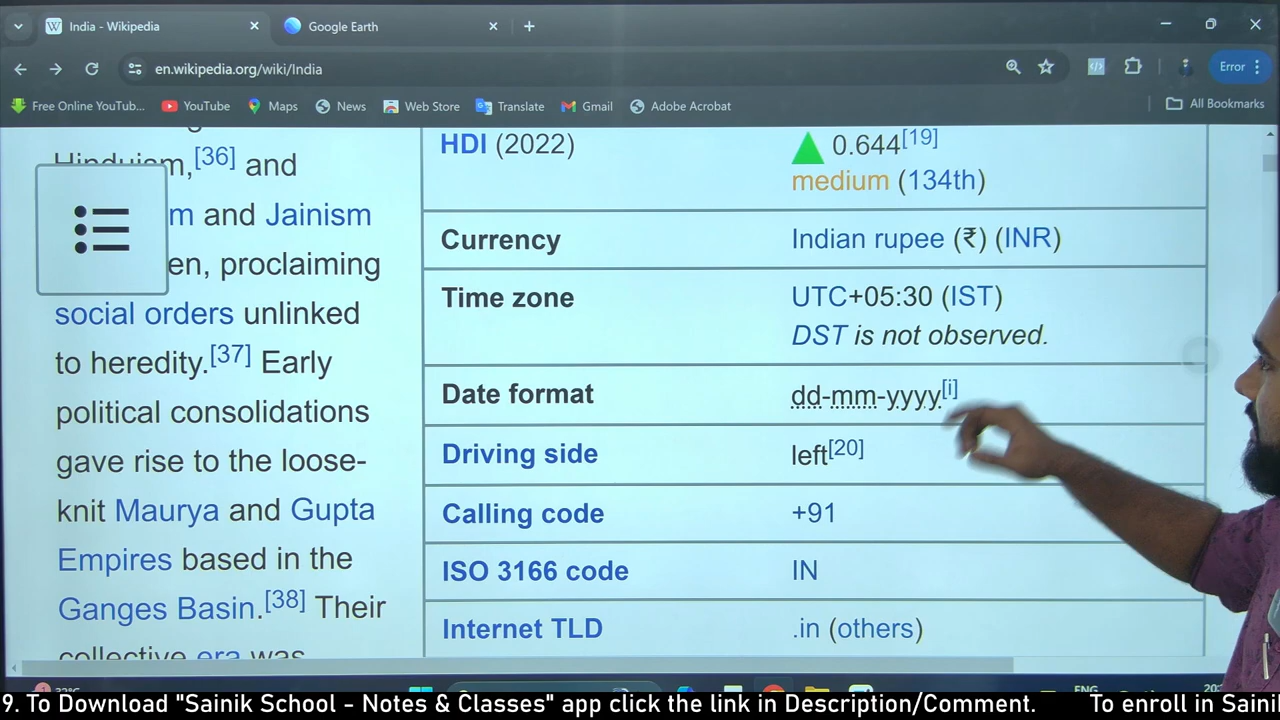 India - Wikipedia
Google Earth
en.wikipedia.org/wiki/India
Error
Free Online YouTub...
YouTube
Maps
News
Web Store
Translate
Gmail
Adobe Acrobat
All Bookmarks
Hinduism,[36] and
m and Jainism
en, proclaiming
social orders unlinked
to heredity.[37] Early
political consolidations
gave rise to the loose-
knit Maurya and Gupta
Empires based in the
Ganges Basin.[38] Their
collective era was
HDI (2022) 0.644[19]
medium (134th)
Currency Indian rupee (₹) (INR)
Time zone UTC+05:30 (IST)
DST is not observed.
Date format dd-mm-yyyy[i]
Driving side left[20]
Calling code +91
ISO 3166 code IN
Internet TLD .in (others)
9. To Download "Sainik School - Notes & Classes" app click the link in Description/Comment. To enroll in Saini